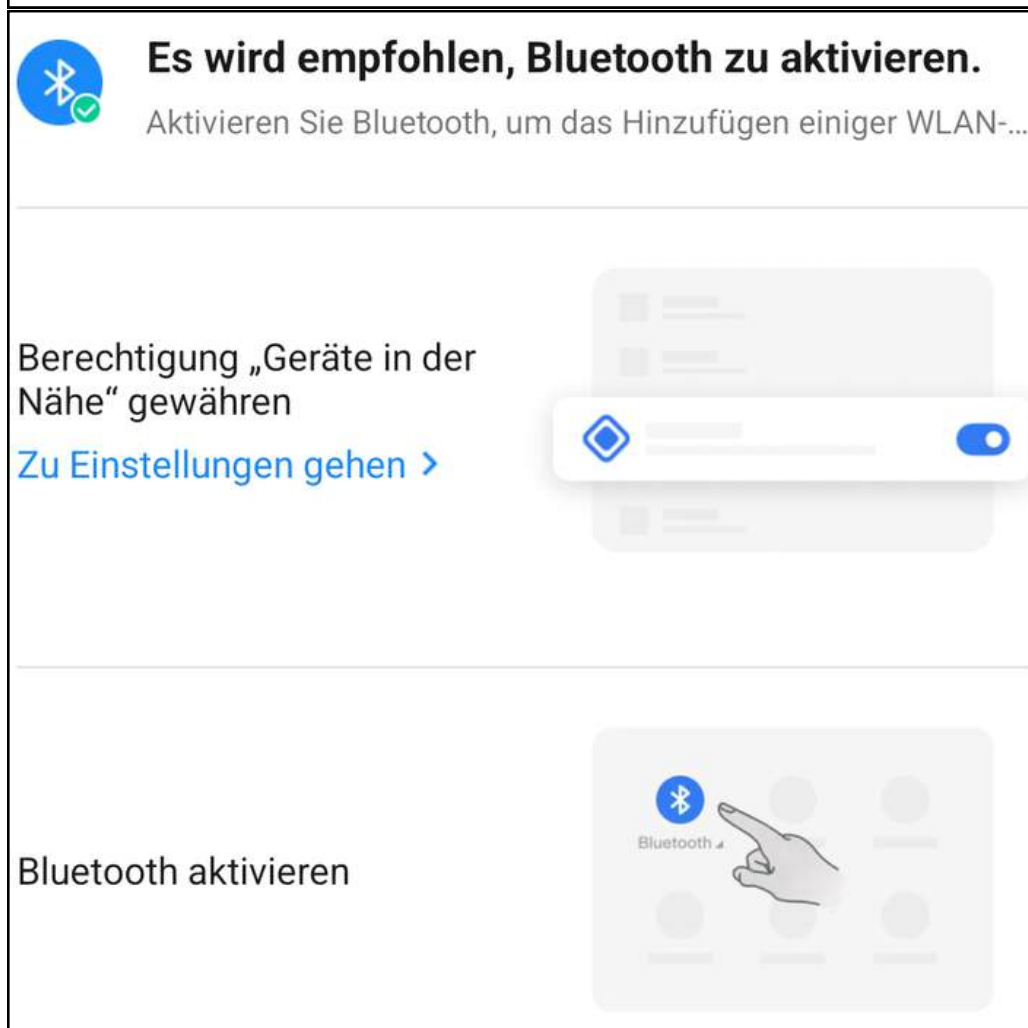 Es wird empfohlen, Bluetooth zu aktivieren.
Aktivieren Sie Bluetooth, um das Hinzufügen einiger WLAN-...
Berechtigung „Geräte in der
Nähe“ gewähren
Zu Einstellungen gehen >
Bluetooth
Bluetooth aktivieren